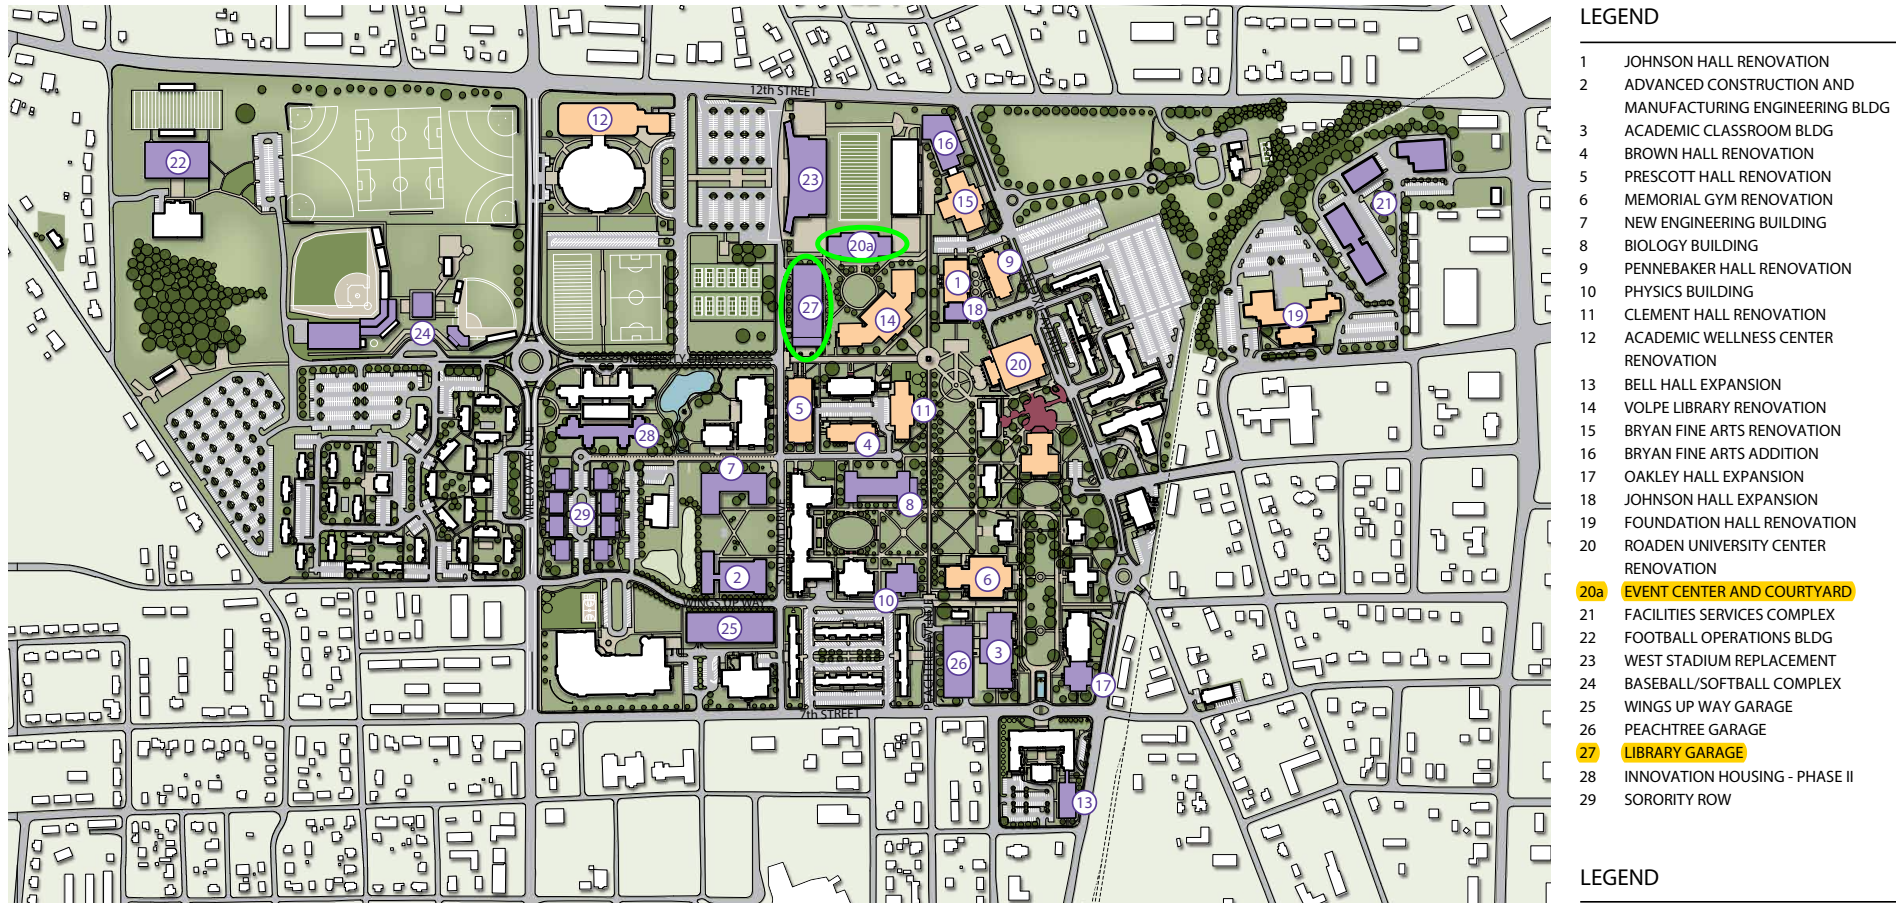 LEGEND
1 JOHNSON HALL RENOVATION
2 ADVANCED CONSTRUCTION AND
MANUFACTURING ENGINEERING BLDG
3 ACADEMIC CLASSROOM BLDG
4 BROWN HALL RENOVATION
5 PRESCOTT HALL RENOVATION
6 MEMORIAL GYM RENOVATION
7 NEW ENGINEERING BUILDING
8 BIOLOGY BUILDING
9 PENNEBAKER HALL RENOVATION
10 PHYSICS BUILDING
11 CLEMENT HALL RENOVATION
12 ACADEMIC WELLNESS CENTER
RENOVATION
13 BELL HALL EXPANSION
14 VOLPE LIBRARY RENOVATION
15 BRYAN FINE ARTS RENOVATION
16 BRYAN FINE ARTS ADDITION
17 OAKLEY HALL EXPANSION
18 JOHNSON HALL EXPANSION
19 FOUNDATION HALL RENOVATION
20 ROADEN UNIVERSITY CENTER
RENOVATION
20a EVENT CENTER AND COURTYARD
21 FACILITIES SERVICES COMPLEX
22 FOOTBALL OPERATIONS BLDG
23 WEST STADIUM REPLACEMENT
24 BASEBALL/SOFTBALL COMPLEX
25 WINGS UP WAY GARAGE
26 PEACHTREE GARAGE
27 LIBRARY GARAGE
28 INNOVATION HOUSING - PHASE II
29 SORORITY ROW
LEGEND
12th STREET
12
16
22
23
15
21
20a
9
1
27
18
14
19
24
20
5
11
28
4
7
8
29
WILLOW AVENUE
STADIUM DRIVE
2
6
10
WINGS UP WAY
25
PEACHTREE AVENUE
3
26
17
7th STREET
13